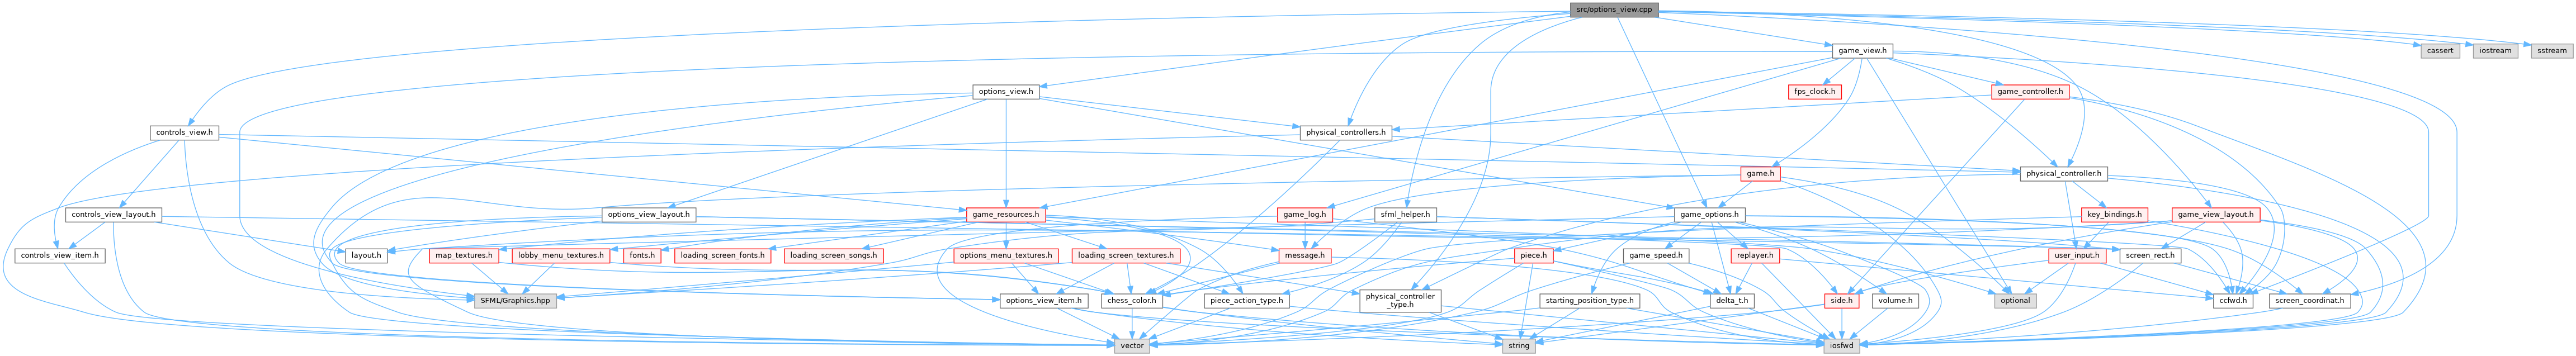 src/options_view.cpp
game_view.h
cassert
iostream
sstream
options_view.h
fps_clock.h
game_controller.h
controls_view.h
physical_controllers.h
game.h
physical_controller.h
controls_view_layout.h
options_view_layout.h
game_resources.h
game_log.h
sfml_helper.h
game_options.h
key_bindings.h
game_view_layout.h
controls_view_item.h
layout.h
map_textures.h
lobby_menu_textures.h
fonts.h
loading_screen_fonts.h
loading_screen_songs.h
options_menu_textures.h
loading_screen_textures.h
message.h
piece.h
game_speed.h
replayer.h
user_input.h
screen_rect.h
SFML/Graphics.hpp
options_view_item.h
chess_color.h
piece_action_type.h
physical_controller
_type.h
starting_position_type.h
delta_t.h
side.h
volume.h
optional
ccfwd.h
screen_coordinat.h
vector
string
iosfwd